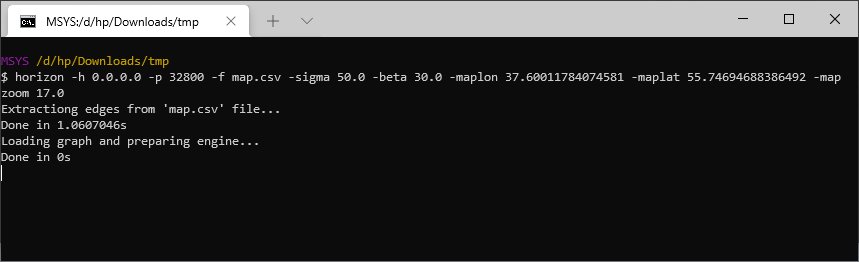 MSYS:/d/hp/Downloads/tmp
MSYS /d/hp/Downloads/tmp
$ horizon -h 0.0.0.0 -p 32800 -f map.csv -sigma 50.0 -beta 30.0 -maplon 37.60011784074581 -maplat 55.74694688386492 -map
zoom 17.0
Extractiong edges from 'map.csv' file...
Done in 1.0607046s
Loading graph and preparing engine...
Done in 0s